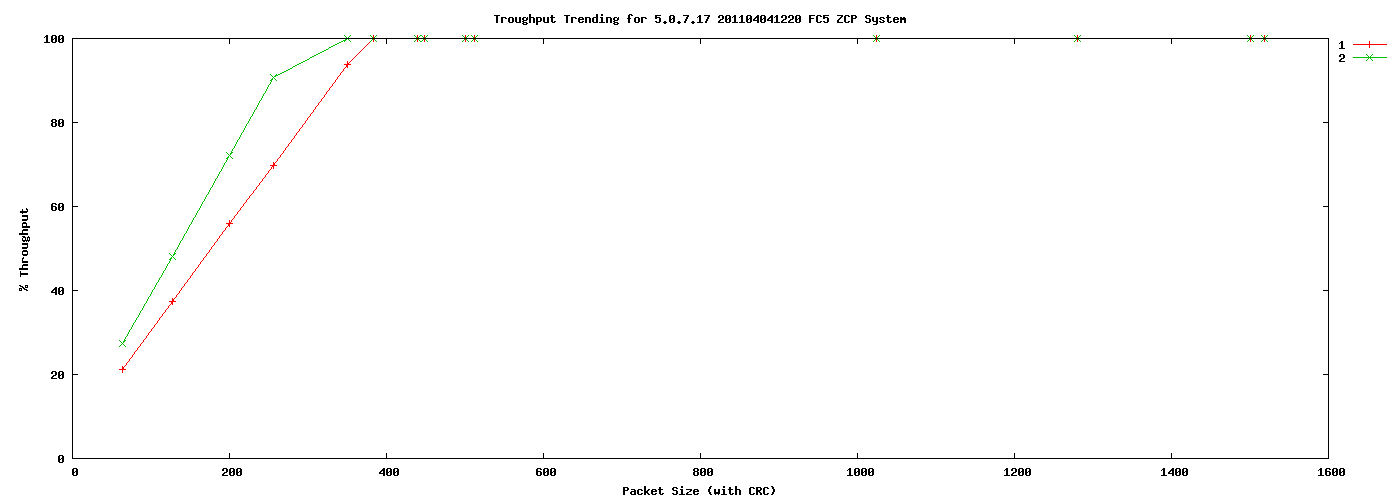 Troughput Trending for 5.0.7.17 201104041220 FC5 ZCP System
1
2
100
80
60
40
20
0
% Throughput
0 200 400 600 800 1000 1200 1400 1600
Packet Size (with CRC)